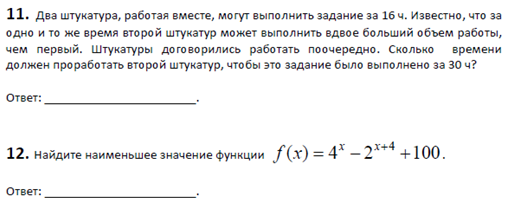 11. Два штукатура, работая вместе, могут выполнить задание за 16 ч. Известно, что за
одно и то же время второй штукатур может выполнить вдвое больший объем работы,
чем первый. Штукатуры договорились работать поочередно. Сколько времени
должен проработать второй штукатур, чтобы это задание было выполнено за 30 ч?
Ответ: ____________________.
12. Найдите наименьшее значение функции f(x) = 4^x − 2^{x+4} + 100.
Ответ: ____________________.